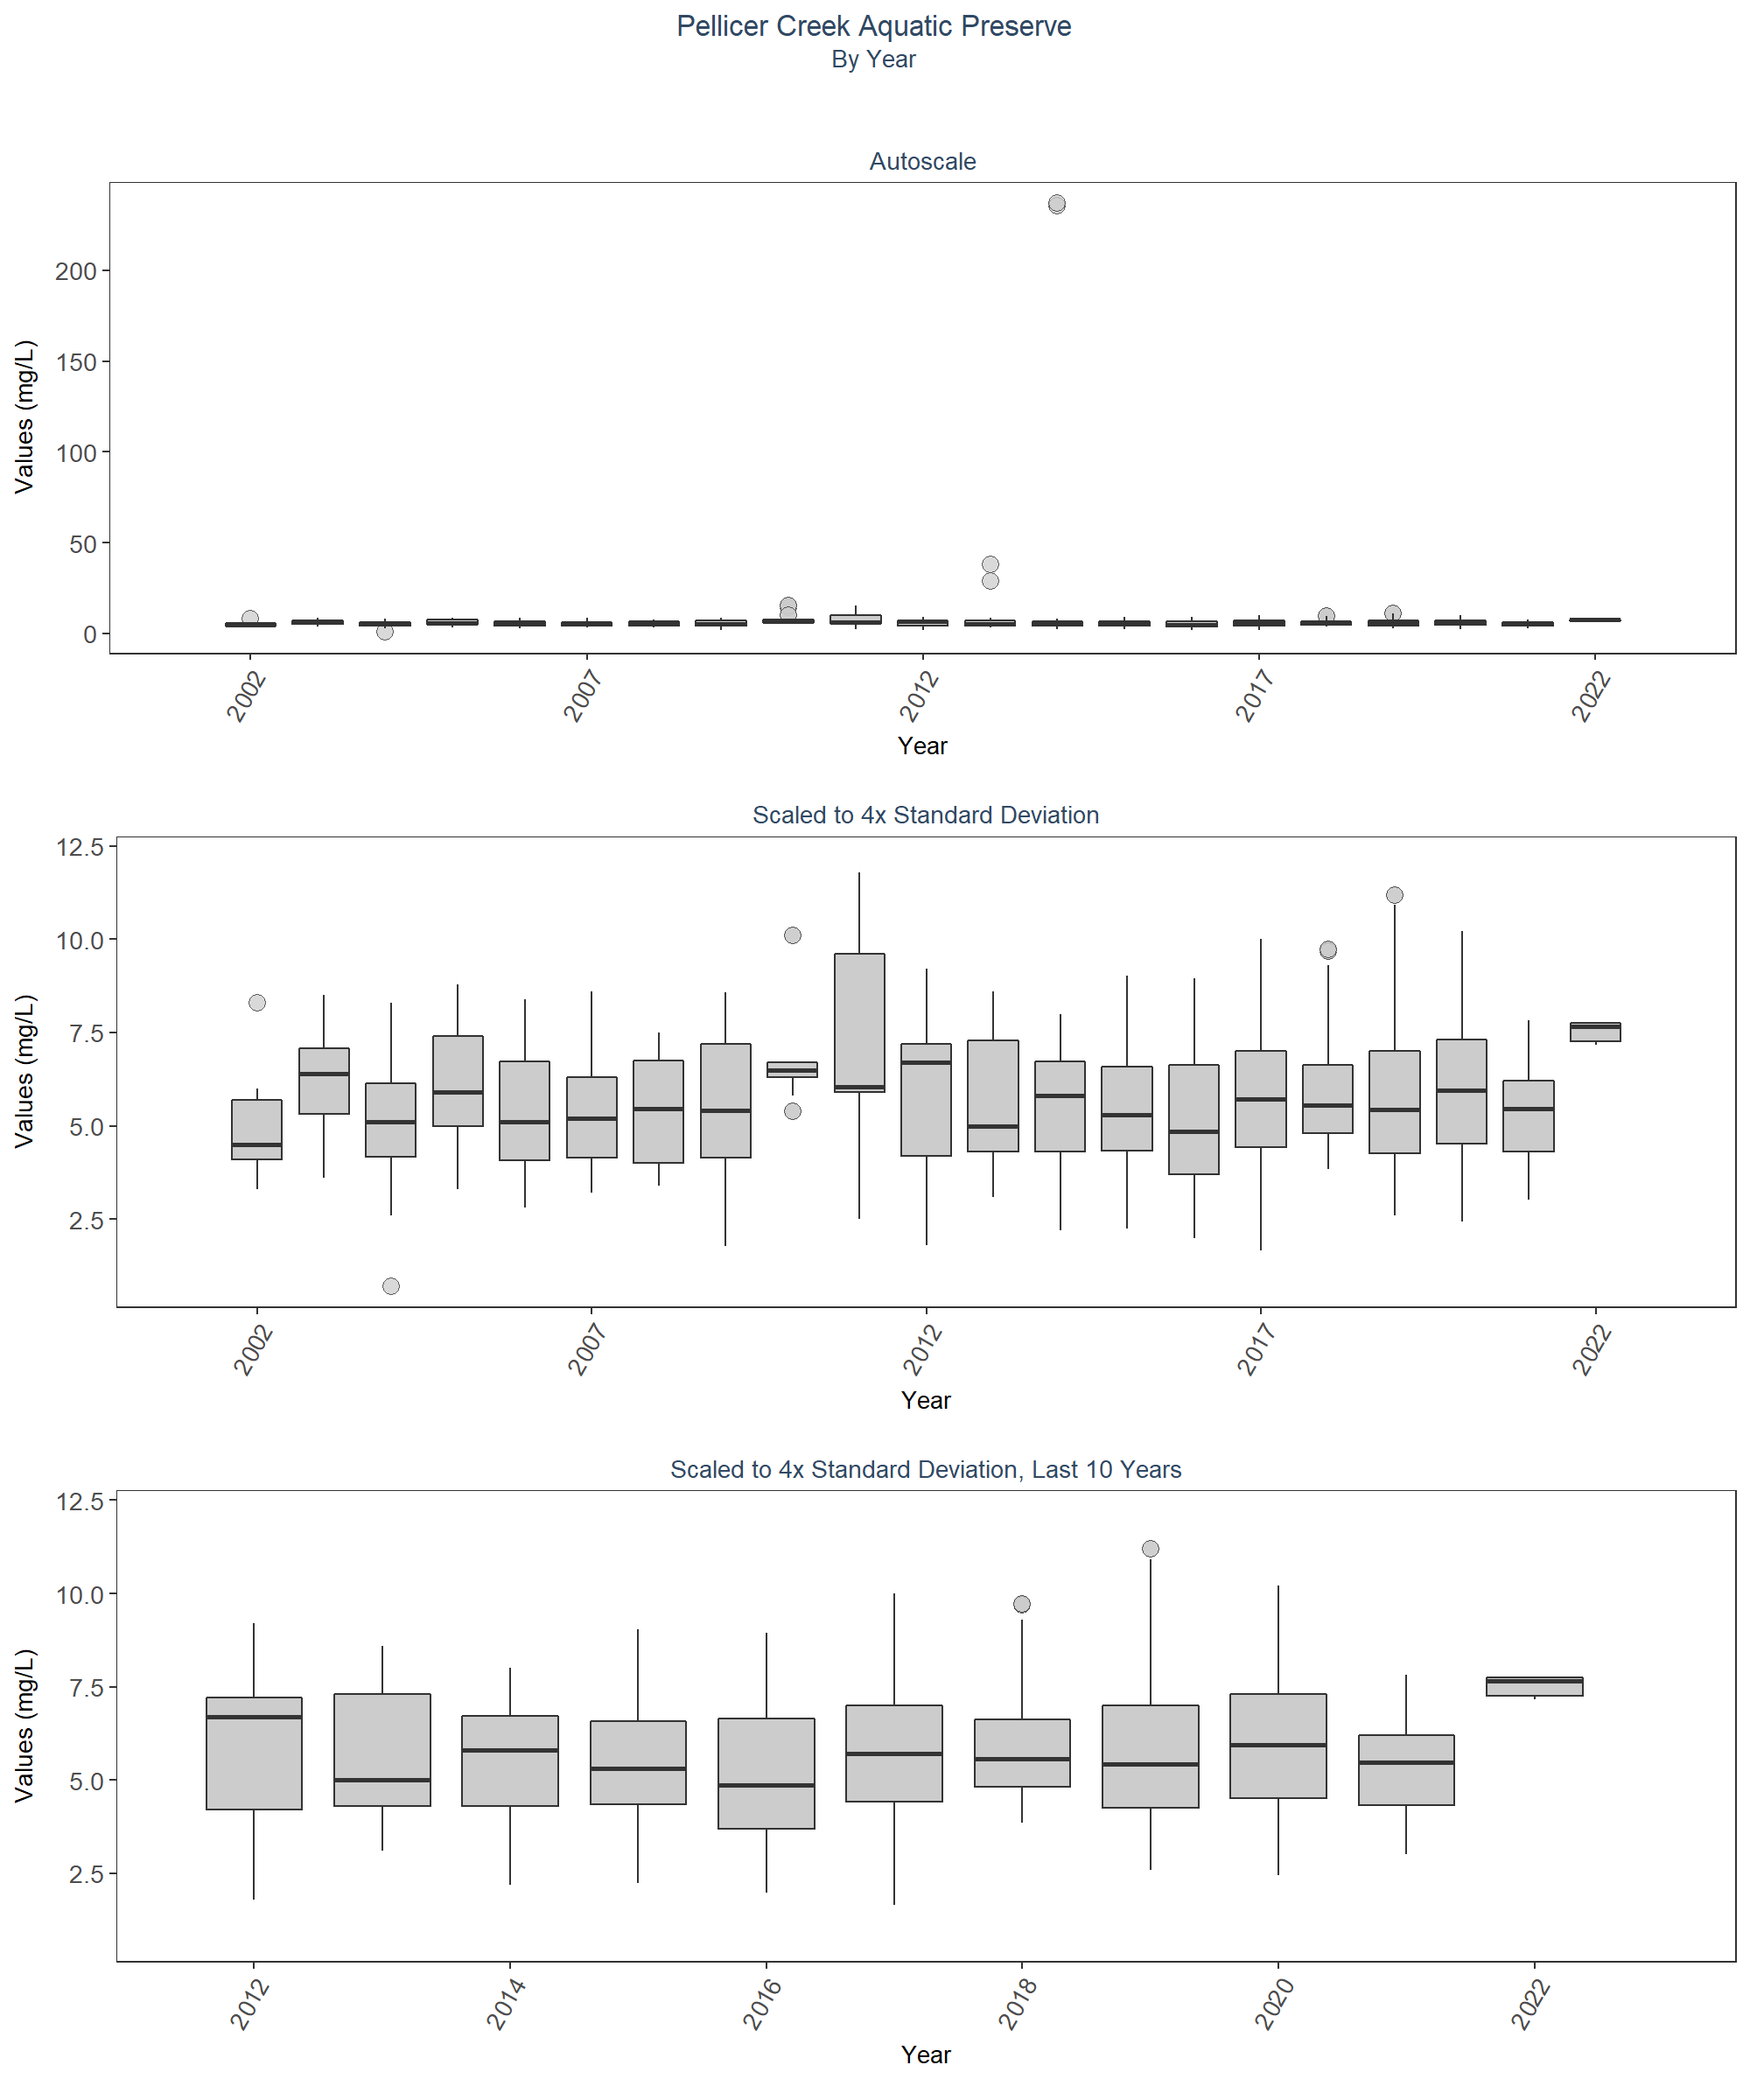 Pellicer Creek Aquatic Preserve
By Year
Autoscale
Values (mg/L)
200
150
100
50
0
2002
2007
2012
2017
2022
Year
Scaled to 4x Standard Deviation
Values (mg/L)
12.5
10.0
7.5
5.0
2.5
2002
2007
2012
2017
2022
Year
Scaled to 4x Standard Deviation, Last 10 Years
Values (mg/L)
12.5
10.0
7.5
5.0
2.5
2012
2014
2016
2018
2020
2022
Year